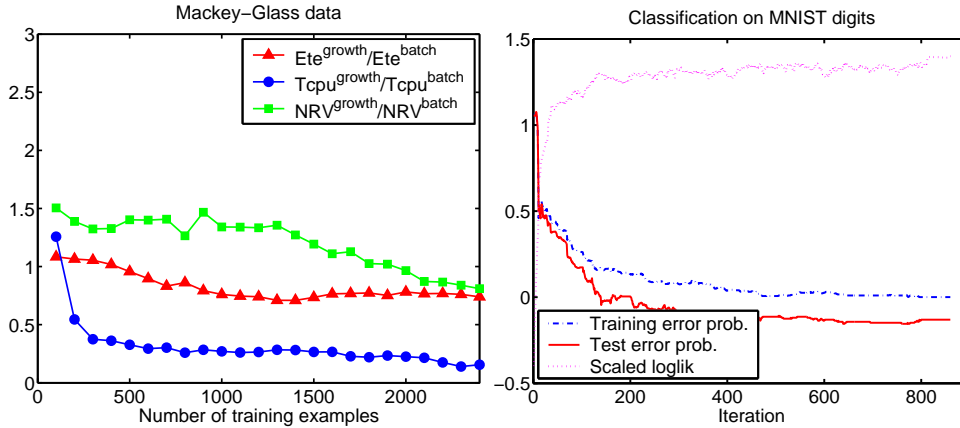 Mackey−Glass data
3
2.5
2
1.5
1
0.5
0
0
500
1000
1500
2000
Number of training examples
Ete^growth/Ete^batch
Tcpu^growth/Tcpu^batch
NRV^growth/NRV^batch
Classification on MNIST digits
1.5
1
0.5
0
−0.5
0
200
400
600
800
Iteration
Training error prob.
Test error prob.
Scaled loglik